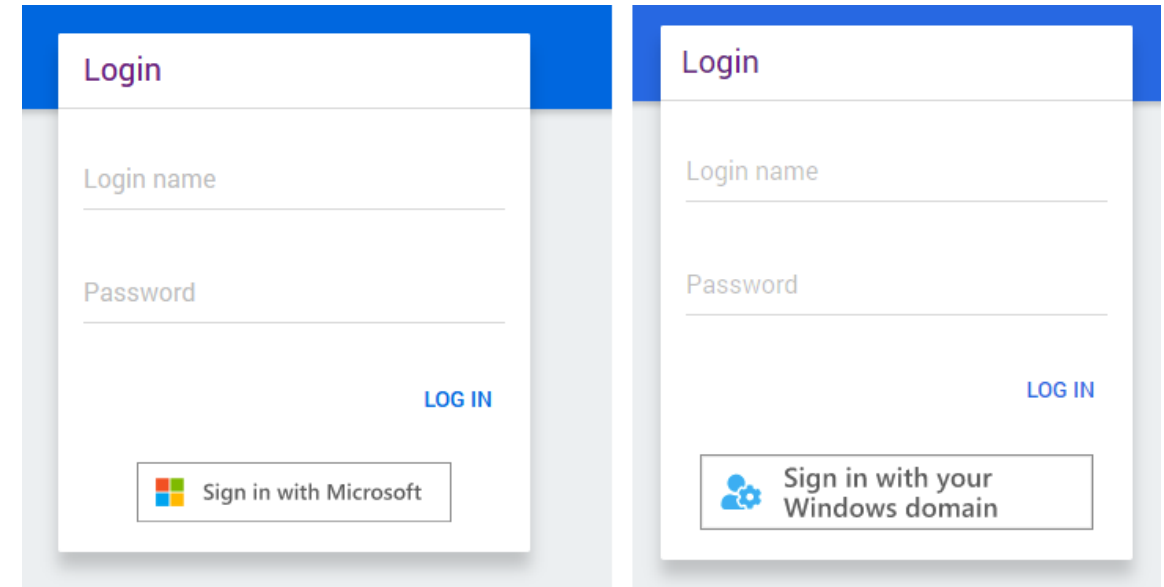 Login
Login name
Password
LOG IN
Sign in with Microsoft
Login
Login name
Password
LOG IN
Sign in with your
Windows domain